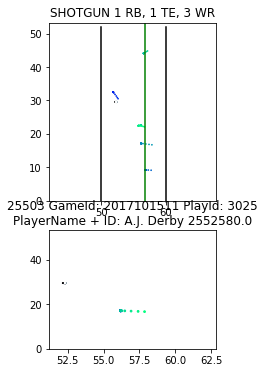 SHOTGUN 1 RB, 1 TE, 3 WR
50
40
30
20
10
0
50
60
25503 GameId: 2017101511 PlayId: 3025
PlayerName + ID: A.J. Derby 2552580.0
40
20
0
52.5 55.0 57.5 60.0 62.5